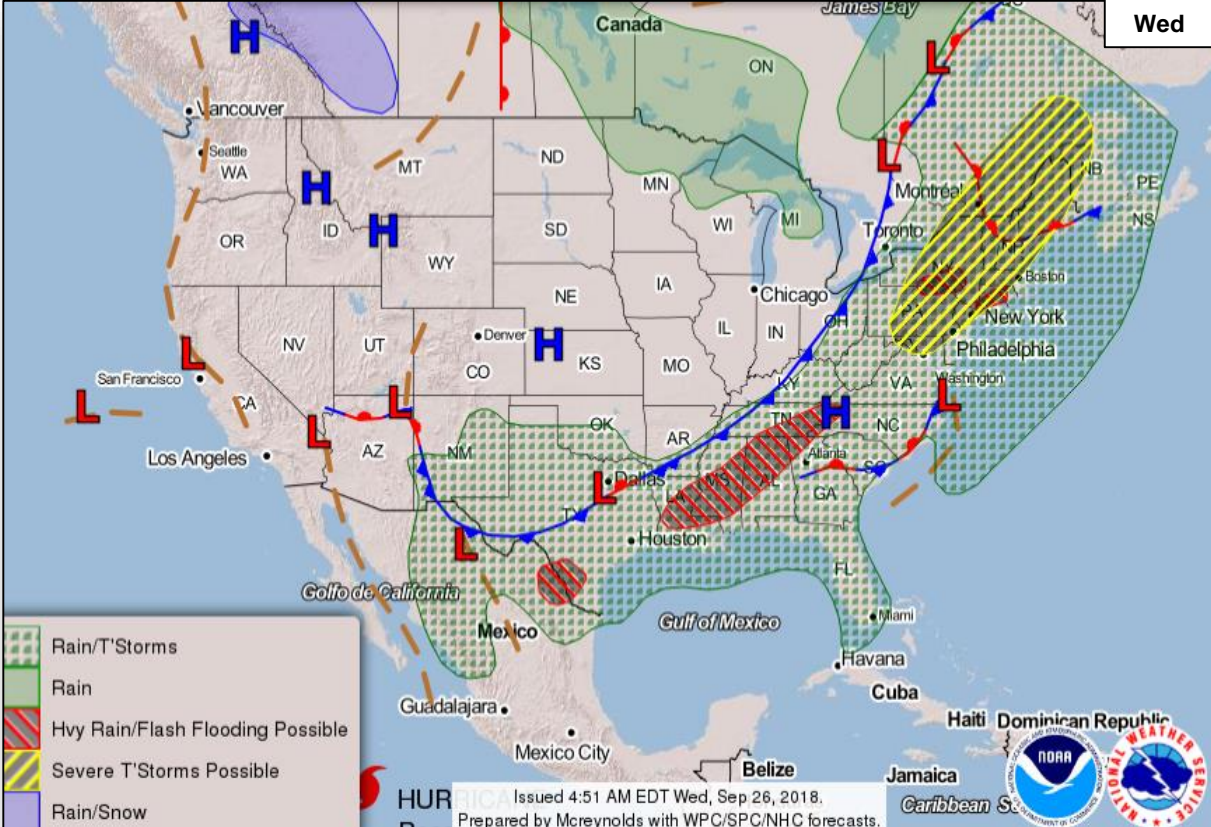 Wed
James Bay
Canada
ON
Vancouver
Seattle
WA
MT
ND
MN
Montréal
NB
PE
NS
OR
ID
WY
SD
WI
MI
Toronto
Boston
NV
UT
Denver
CO
NE
KS
IA
Chicago
IL
IN
OH
PA
New York
Philadelphia
San Francisco
CA
MO
KY
VA
Washington
Los Angeles
AZ
NM
OK
AR
TN
NC
Atlanta
SC
Dallas
LA
MS
AL
GA
TX
Houston
FL
Golfo de California
Mexico
Gulf of Mexico
Miami
Havana
Cuba
Guadalajara
Mexico City
Haiti
Dominican Republic
Belize
Jamaica
H
H
H
H
H
L
L
L
L
L
L
L
L
L
L
Rain/T'Storms
Rain
Hvy Rain/Flash Flooding Possible
Severe T'Storms Possible
Rain/Snow
Issued 4:51 AM EDT Wed, Sep 26, 2018.
Prepared by Mcreynolds with WPC/SPC/NHC forecasts.
Caribbean
NOAA
NATIONAL WEATHER SERVICE